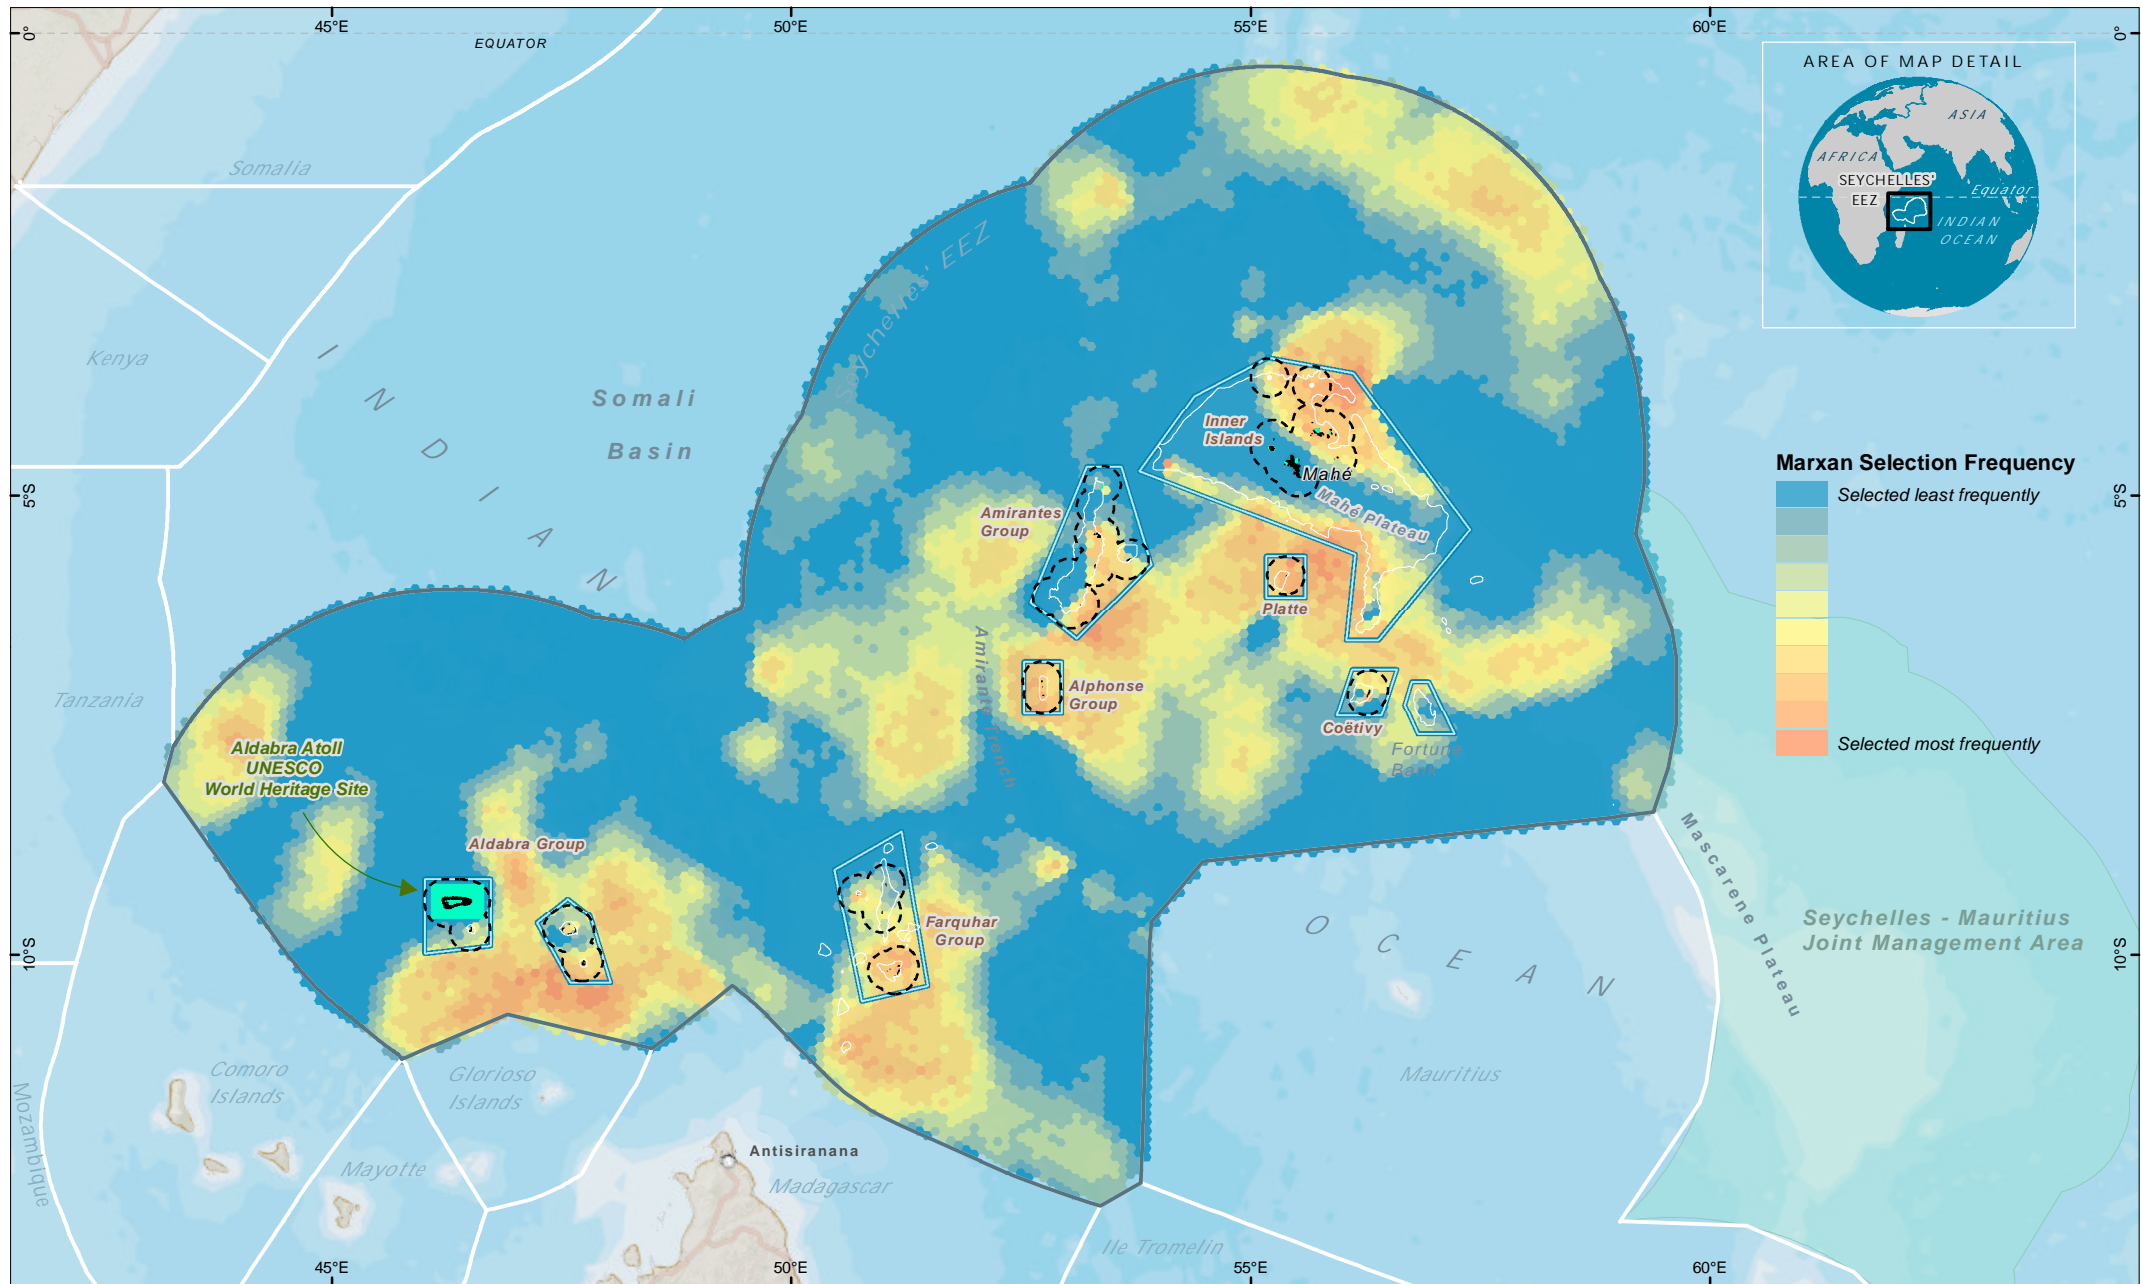 45°E
50°E
55°E
60°E
0°
0°
EQUATOR
AREA OF MAP DETAIL
ASIA
AFRICA
SEYCHELLES'
EEZ
Equator
INDIAN
OCEAN
Somalia
Kenya
Seychelles' EEZ
INDIAN
Somali
Basin
Inner
Islands
Mahé
Mahé Plateau
Marxan Selection Frequency
Selected least frequently
Selected most frequently
5°S
5°S
Amirantes
Group
Platte
Amirante Trench
Alphonse
Group
Coëtivy
Fortune
Bank
Tanzania
Aldabra Atoll
UNESCO
World Heritage Site
Aldabra Group
Farquhar
Group
OCEAN
Mascarene Plateau
Seychelles - Mauritius
Joint Management Area
10°S
10°S
Comoro
Islands
Glorioso
Islands
Mauritius
Mozambique
Mayotte
Antisiranana
Madagascar
Ile Tromelin
45°E
50°E
55°E
60°E